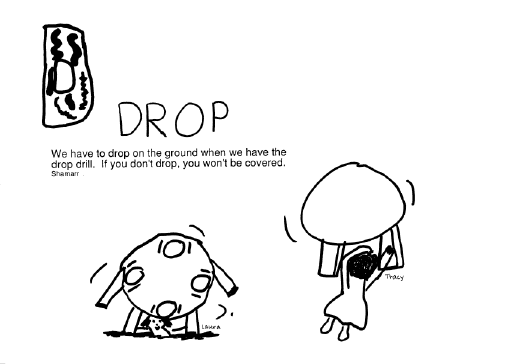 DROP
We have to drop on the ground when we have the
drop drill. If you don't drop, you won't be covered.
Shamarr
Tracy
Laura